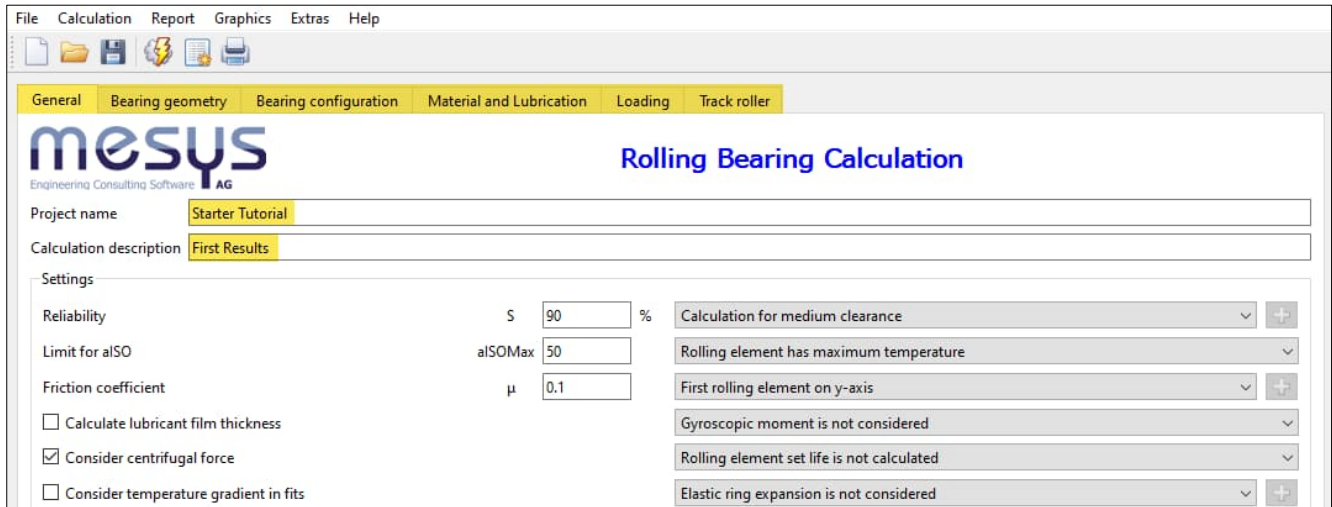 File Calculation Report Graphics Extras Help
General Bearing geometry Bearing configuration Material and Lubrication Loading Track roller
mesys
Engineering Consulting Software AG
Rolling Bearing Calculation
Project name Starter Tutorial
Calculation description First Results
Settings
Reliability S 90 % Calculation for medium clearance
Limit for aISO aISOMax 50 Rolling element has maximum temperature
Friction coefficient μ 0.1 First rolling element on y-axis
Calculate lubricant film thickness Gyroscopic moment is not considered
Consider centrifugal force Rolling element set life is not calculated
Consider temperature gradient in fits Elastic ring expansion is not considered